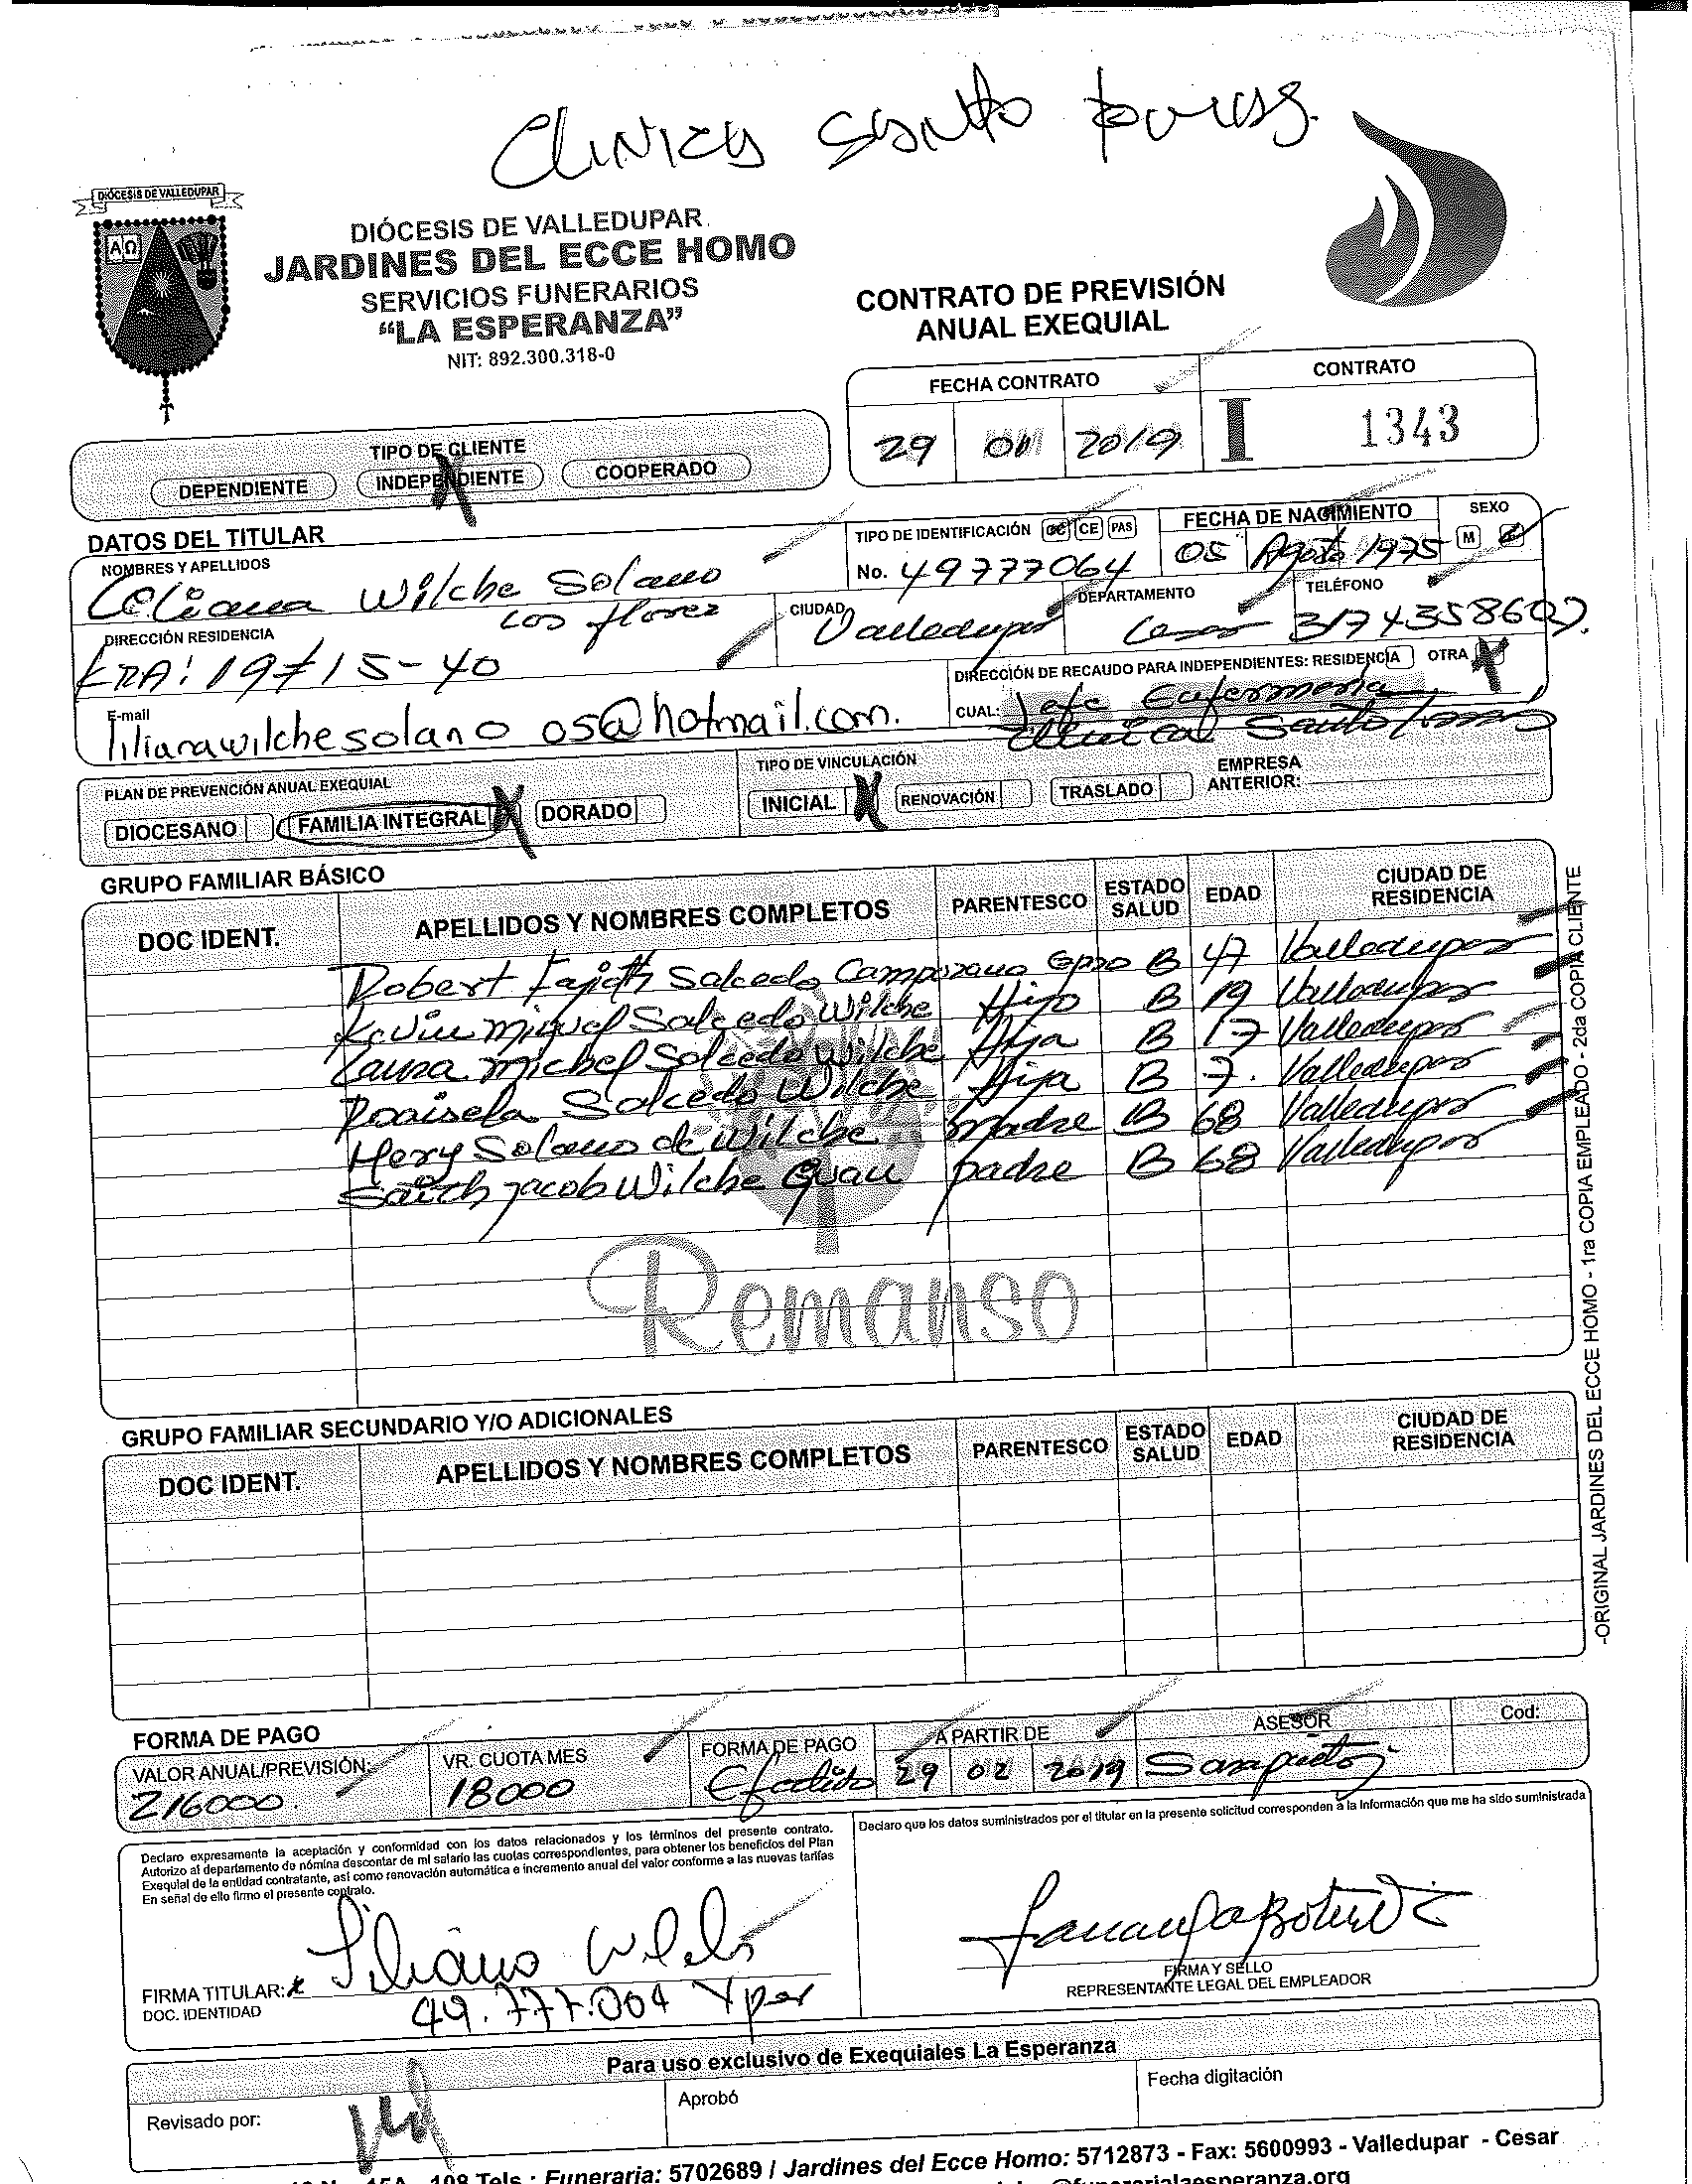 Clinica Santo Tomas.
DIÓCESIS DE VALLEDUPAR
AΩ
DIÓCESIS DE VALLEDUPAR
JARDINES DEL ECCE HOMO
SERVICIOS FUNERARIOS
“LA ESPERANZA”
NIT: 892.300.318-0
CONTRATO DE PREVISIÓN
ANUAL EXEQUIAL
FECHA CONTRATO CONTRATO
29 01 2019 I 1343
TIPO DE CLIENTE
DEPENDIENTE INDEPENDIENTE X COOPERADO
DATOS DEL TITULAR
TIPO DE IDENTIFICACIÓN CC CE PAS FECHA DE NACIMIENTO SEXO
NOMBRES Y APELLIDOS
Liliana Wilche Solano No. 49777064 05 Agosto 1975 M
DIRECCIÓN RESIDENCIA CIUDAD DEPARTAMENTO TELÉFONO
Los flores
KRA: 19 # 15-40 Valledupar Cesar 3174358607.
DIRECCIÓN DE RECAUDO PARA INDEPENDIENTES: RESIDENCIA OTRA X
E-mail
lilianawilchesolano05@hotmail.com. CUAL: Jefe Enfermeria
Clinical Santo Tomas
PLAN DE PREVENCIÓN ANUAL EXEQUIAL TIPO DE VINCULACIÓN
DIOCESANO FAMILIA INTEGRAL X DORADO INICIAL X RENOVACIÓN TRASLADO EMPRESA ANTERIOR:
GRUPO FAMILIAR BÁSICO
DOC IDENT. APELLIDOS Y NOMBRES COMPLETOS PARENTESCO ESTADO SALUD EDAD CIUDAD DE RESIDENCIA
Robert Fajith Salcedo Camporano Epso B 47 Valledupar
Kevin Miguel Salcedo Wilche Hijo B 19 Valledupar
Laura Michel Salcedo Wilche Hija B 17 Valledupar
Salcedo Wilche Hija B 7. Valledupar
Mery Solano de Wilche Madre B 68 Valledupar
Jacob Wilche padre B 68 Valledupar
Remanso
GRUPO FAMILIAR SECUNDARIO Y/O ADICIONALES
DOC IDENT. APELLIDOS Y NOMBRES COMPLETOS PARENTESCO ESTADO SALUD EDAD CIUDAD DE RESIDENCIA
-ORIGINAL JARDINES DEL ECCE HOMO - 1ra COPIA EMPLEADO - 2da COPIA CLIENTE
FORMA DE PAGO
VALOR ANUAL/PREVISIÓN: VR. CUOTA MES FORMA DE PAGO A PARTIR DE ASESOR Cod:
216000 18000 29 02 2019
Declaro expresamente la aceptación y conformidad con los datos relacionados y los términos del presente contrato.
Autorizo al departamento de nómina descontar de mi salario las cuotas correspondientes, para obtener los beneficios del Plan
Exequial de la entidad contratante, así como renovación automática e incremento anual del valor conforme a las nuevas tarifas
En señal de ello firmo el presente contrato.
Declaro que los datos suministrados por el titular en la presente solicitud corresponden a la Información que me ha sido suministrada
FIRMA TITULAR: x Liliana Wilche
DOC. IDENTIDAD 49.777.064 Vpar
FIRMA Y SELLO
REPRESENTANTE LEGAL DEL EMPLEADOR
Para uso exclusivo de Exequiales La Esperanza
Revisado por: Aprobó Fecha digitación
15A - 108 Tels.: Funeraria: 5702689 / Jardines del Ecce Homo: 5712873 - Fax: 5600993 - Valledupar - Cesar
@funerarialaesperanza.org